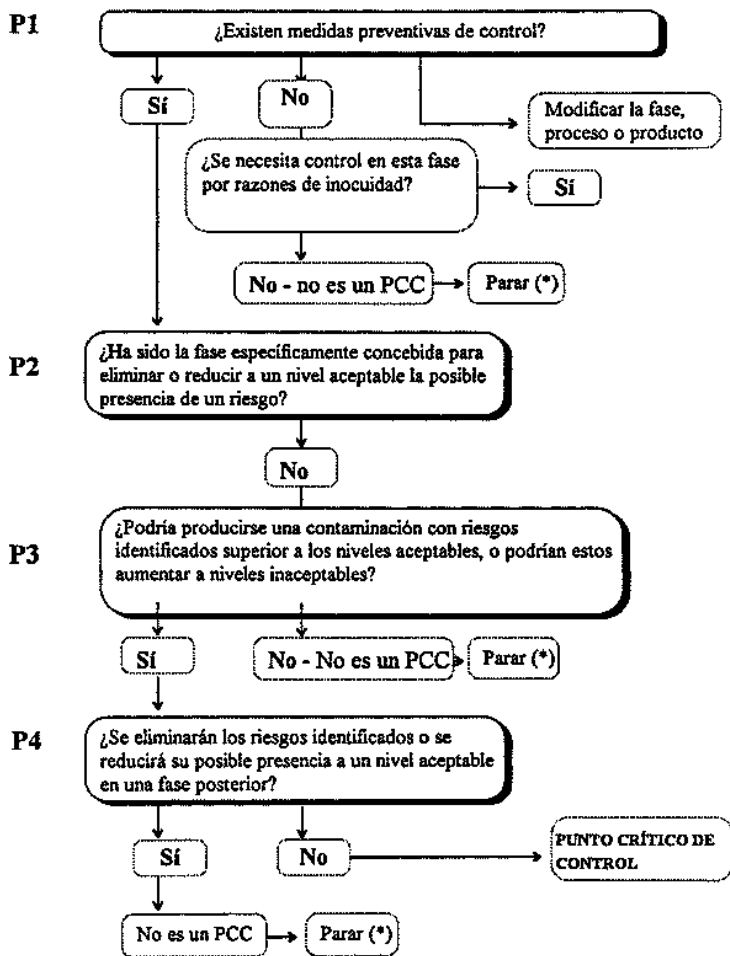 P1
¿Existen medidas preventivas de control?
Sí
No
Modificar la fase,
proceso o producto
¿Se necesita control en esta fase
por razones de inocuidad?
Sí
No - no es un PCC
Parar (*)
P2
¿Ha sido la fase específicamente concebida para
eliminar o reducir a un nivel aceptable la posible
presencia de un riesgo?
No
P3
¿Podría producirse una contaminación con riesgos
identificados superior a los niveles aceptables, o podrían estos
aumentar a niveles inaceptables?
Sí
No - No es un PCC
Parar (*)
P4
¿Se eliminarán los riesgos identificados o se
reducirá su posible presencia a un nivel aceptable
en una fase posterior?
Sí
No
PUNTO CRÍTICO DE
CONTROL
No es un PCC
Parar (*)